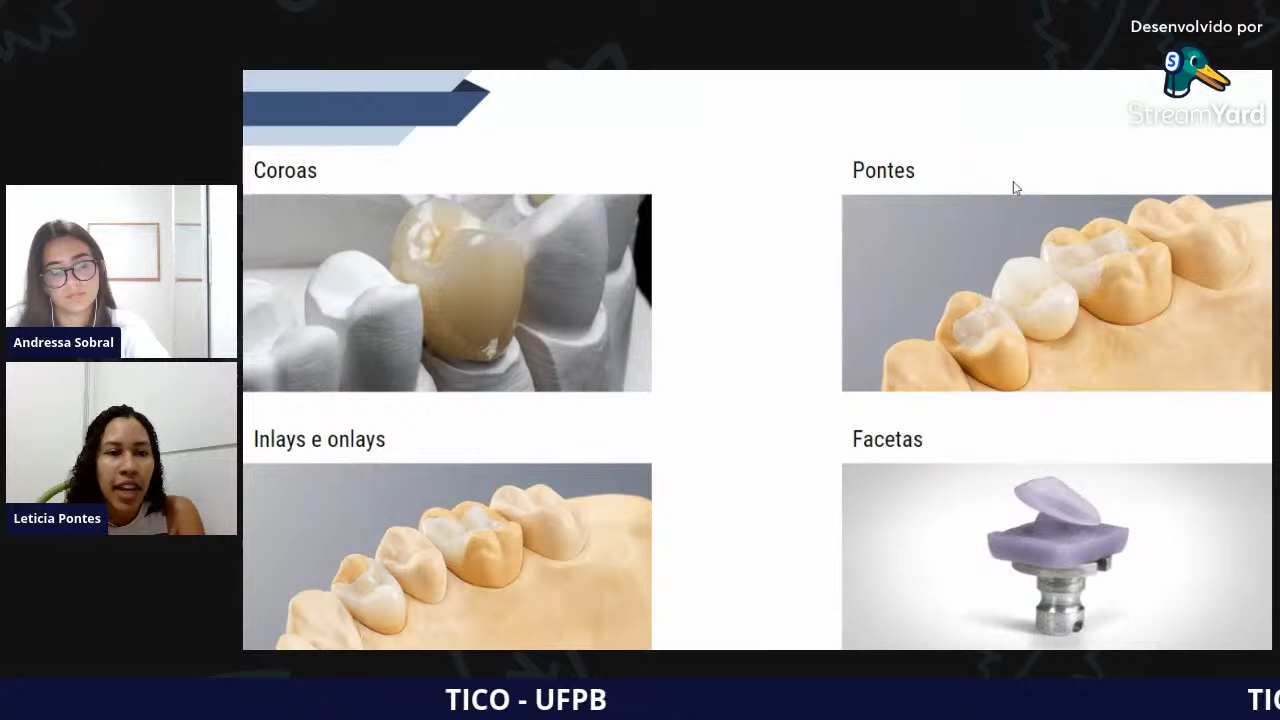 Desenvolvido por
S
StreamYard
Coroas
Pontes
Andressa Sobral
Inlays e onlays
Facetas
Leticia Pontes
TICO - UFPB
TIC